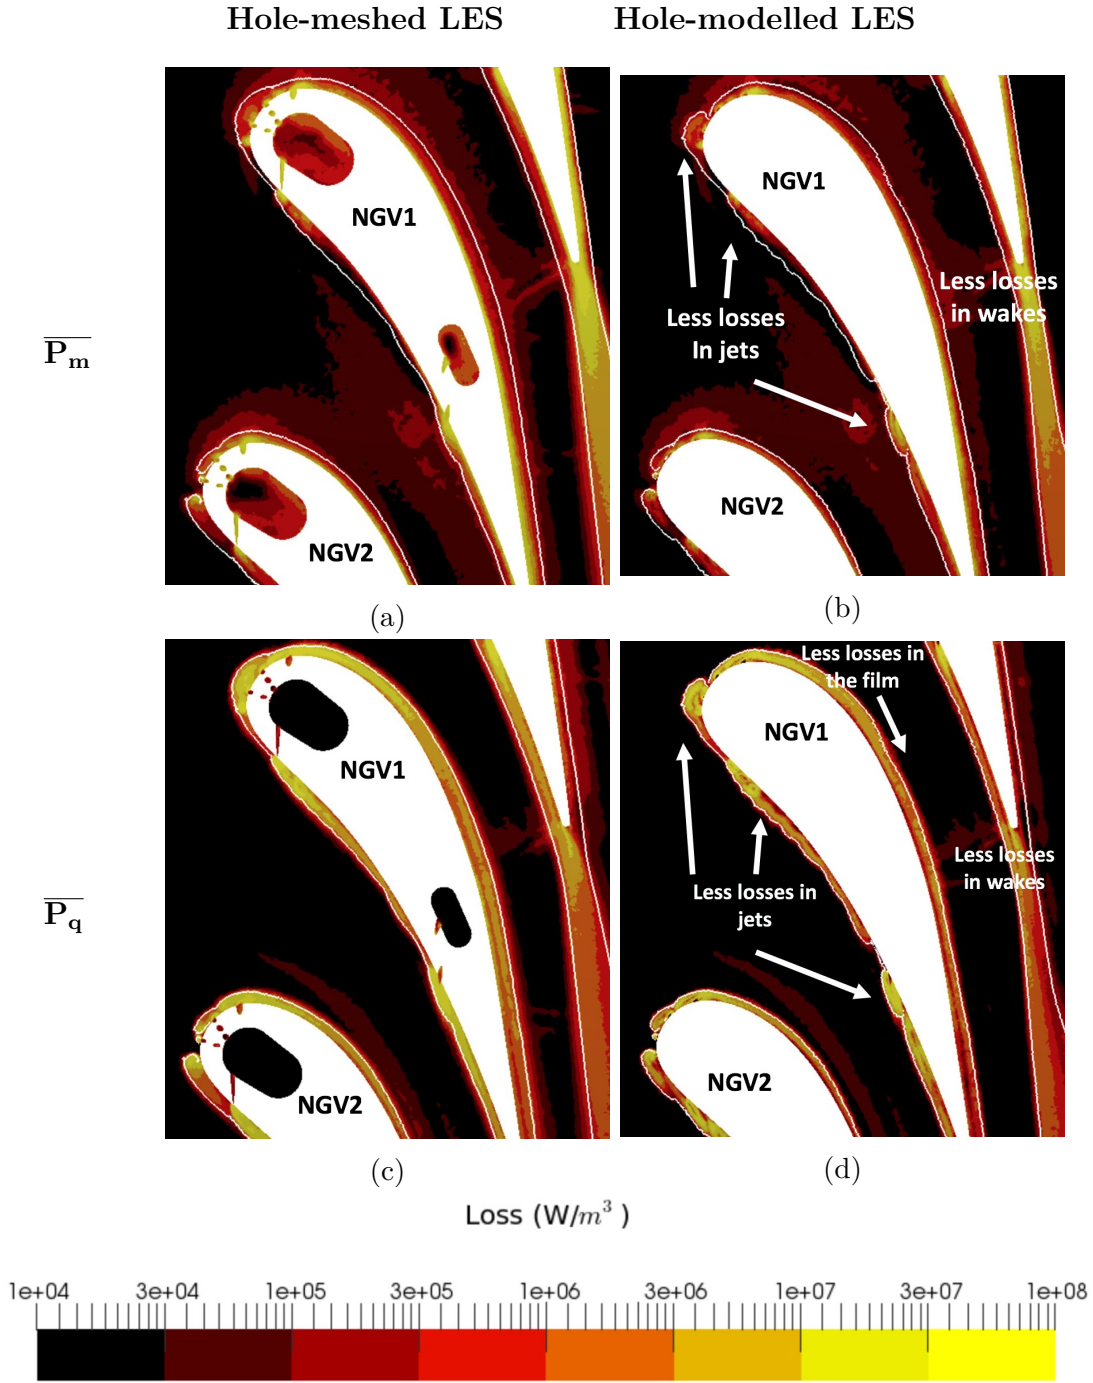 Hole-meshed LES
Hole-modelled LES
P_m
NGV1
NGV2
(a)
NGV1
Less losses
in wakes
Less losses
In jets
NGV2
(b)
P_q
NGV1
NGV2
(c)
Less losses in
the film
NGV1
Less losses
in wakes
Less losses in
jets
NGV2
(d)
Loss (W/m³)
1e+04 3e+04 1e+05 3e+05 1e+06 3e+06 1e+07 3e+07 1e+08